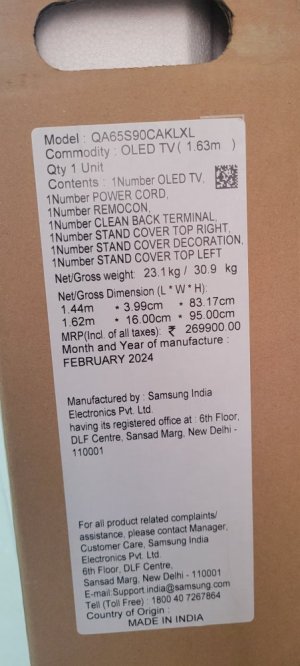 Model : QA65S90CAKLXL
Commodity : OLED TV( 1.63m )
Qty 1 Unit
Contents : 1Number OLED TV,
1Number POWER CORD,
1Number REMOCON,
1Number CLEAN BACK TERMINAL,
1Number STAND COVER TOP RIGHT,
1Number STAND COVER DECORATION,
1Number STAND COVER TOP LEFT
Net/Gross weight: 23.1kg / 30.9 kg
Net/Gross Dimension (L * W * H):
1.44m * 3.99cm * 83.17cm
1.62m * 16.00cm * 95.00cm
MRP(Incl. of all taxes): ₹ 269900.00
Month and Year of manufacture :
FEBRUARY 2024
Manufactured by : Samsung India
Electronics Pvt. Ltd.
having its registered office at : 6th Floor,
DLF Centre, Sansad Marg, New Delhi -
110001
For all product related complaints/
assistance, please contact Manager,
Customer Care, Samsung India
Electronics Pvt. Ltd.
6th Floor, DLF Centre,
Sansad Marg, New Delhi - 110001
E-Mail:Support.india@samsung.com
Tell (Toll Free) : 1800 40 7267864
Country of Origin :
MADE IN INDIA